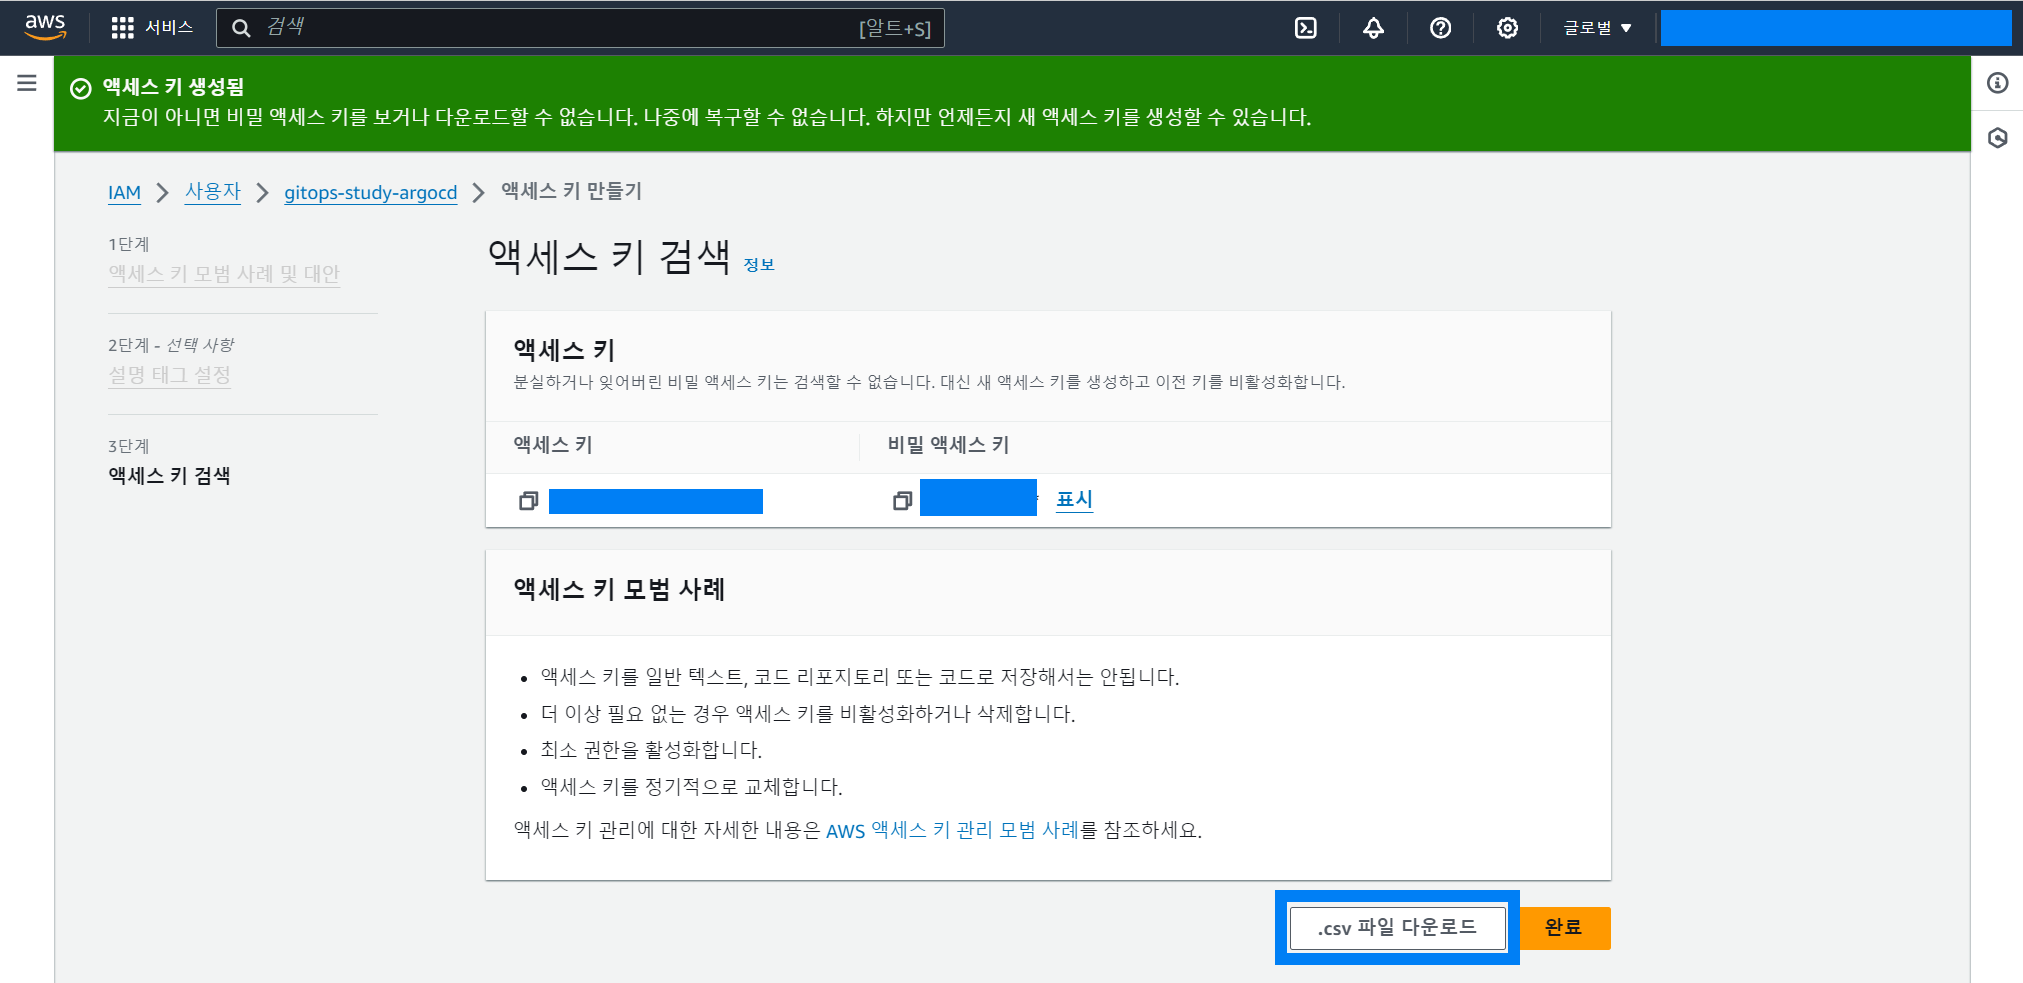 aws
서비스
검색
[알트+S]
글로벌
액세스 키 생성됨
지금이 아니면 비밀 액세스 키를 보거나 다운로드할 수 없습니다. 나중에 복구할 수 없습니다. 하지만 언제든지 새 액세스 키를 생성할 수 있습니다.
IAM > 사용자 > gitops-study-argocd > 액세스 키 만들기
1단계
액세스 키 모범 사례 및 대안
2단계 - 선택 사항
설명 태그 설정
3단계
액세스 키 검색
액세스 키 검색 정보
액세스 키
분실하거나 잊어버린 비밀 액세스 키는 검색할 수 없습니다. 대신 새 액세스 키를 생성하고 이전 키를 비활성화합니다.
액세스 키
비밀 액세스 키
표시
액세스 키 모범 사례
• 액세스 키를 일반 텍스트, 코드 리포지토리 또는 코드로 저장해서는 안됩니다.
• 더 이상 필요 없는 경우 액세스 키를 비활성화하거나 삭제합니다.
• 최소 권한을 활성화합니다.
• 액세스 키를 정기적으로 교체합니다.
액세스 키 관리에 대한 자세한 내용은 AWS 액세스 키 관리 모범 사례를 참조하세요.
.csv 파일 다운로드
완료